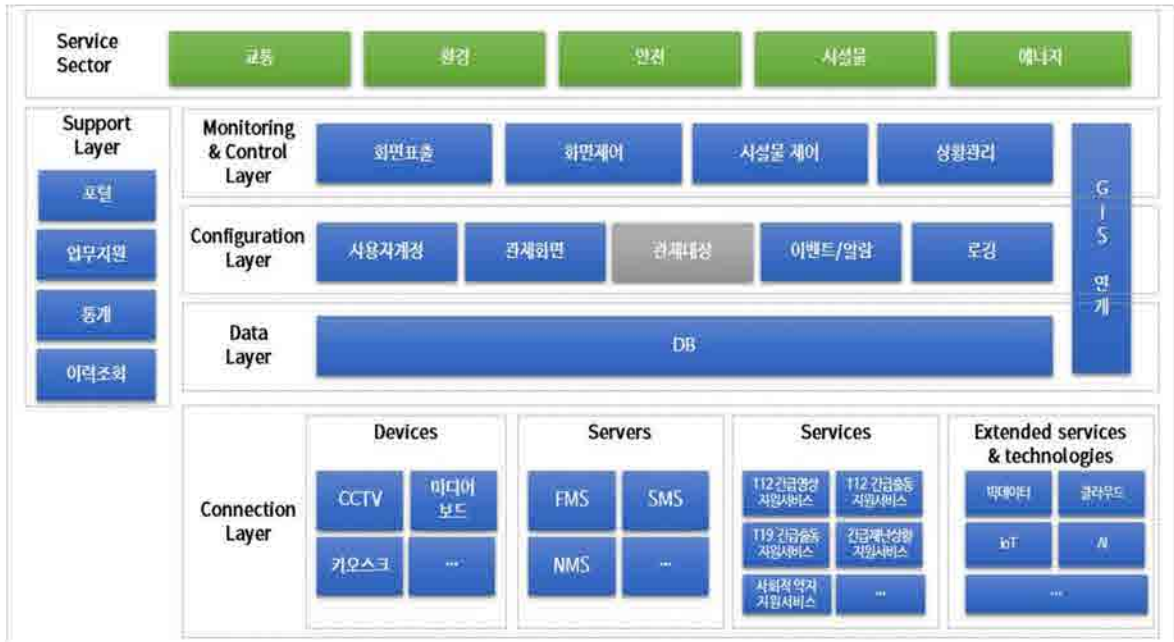 Service
Sector
교통
환경
안전
시설물
에너지
Support
Layer
포털
업무지원
통계
이력조회
Monitoring
& Control
Layer
화면표출
화면제어
시설물 제어
상황관리
Configuration
Layer
사용자계정
관제화면
관제대상
이벤트/알람
로깅
Data
Layer
DB
GIS 연계
Connection
Layer
Devices
CCTV
미디어
보드
키오스크
...
Servers
FMS
SMS
NMS
...
Services
112 긴급영상
지원서비스
112 긴급출동
지원서비스
119 긴급출동
지원서비스
긴급재난상황
지원서비스
사회적 약자
지원서비스
...
Extended services
& technologies
빅데이터
클라우드
IoT
AI
...